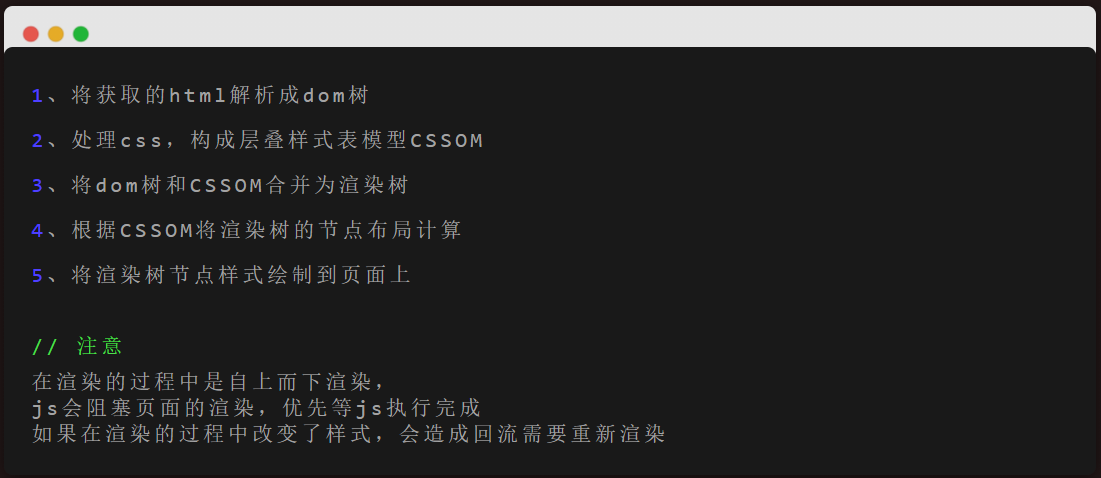 1、将获取的html解析成dom树
2、处理css，构成层叠样式表模型CSSOM
3、将dom树和CSSOM合并为渲染树
4、根据CSSOM将渲染树的节点布局计算
5、将渲染树节点样式绘制到页面上
// 注意
在渲染的过程中是自上而下渲染，
js会阻塞页面的渲染，优先等js执行完成
如果在渲染的过程中改变了样式，会造成回流需要重新渲染